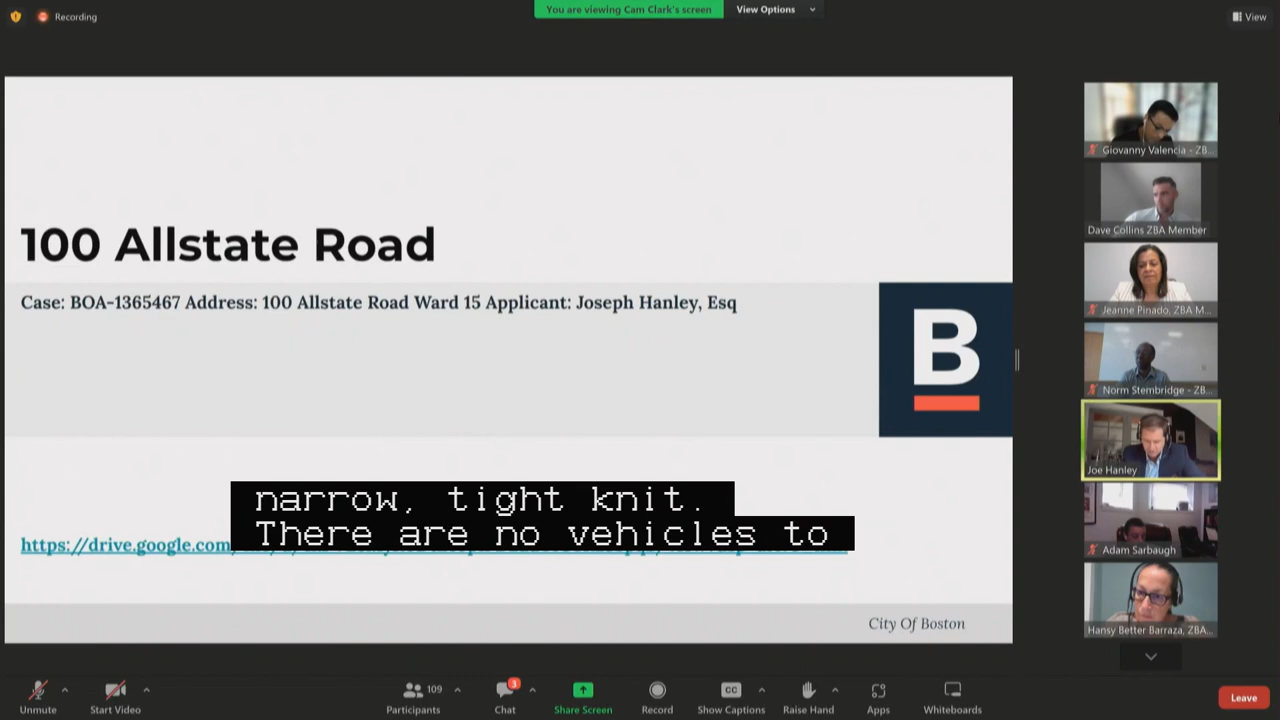 Recording
You are viewing Cam Clark's screen
View Options
View
100 Allstate Road
Case: BOA-1365467 Address: 100 Allstate Road Ward 15 Applicant: Joseph Hanley, Esq
B
narrow, tight knit.
There are no vehicles to
https://drive.google.com
City Of Boston
Giovanny Valencia - ZB...
Dave Collins ZBA Member
Jeanne Pinado, ZBA M...
Norm Stembridge - ZB...
Joe Hanley
Adam Sarbaugh
Hansy Better Barraza, ZBA...
Unmute
Start Video
109
Participants
3
Chat
Share Screen
Record
CC
Show Captions
Raise Hand
Apps
Whiteboards
Leave